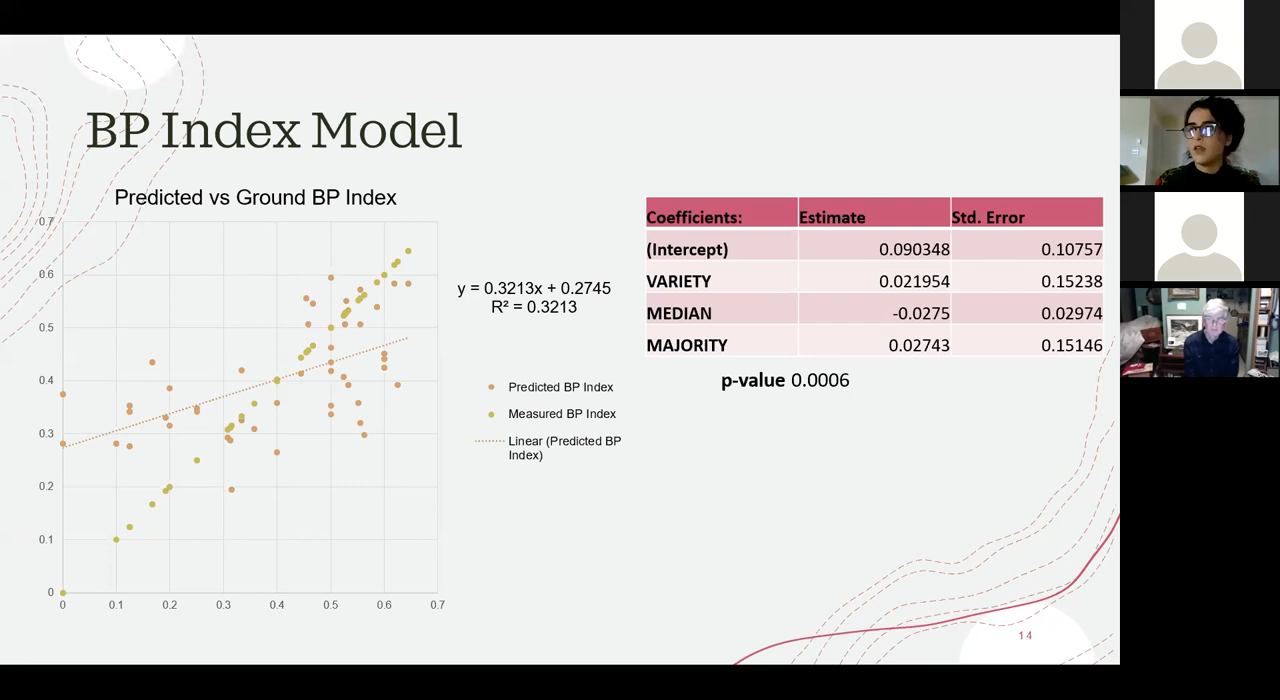 BP Index Model
Predicted vs Ground BP Index
0.7
0.6
0.5
0.4
0.3
0.2
0.1
0
0 0.1 0.2 0.3 0.4 0.5 0.6 0.7
y = 0.3213x + 0.2745
R² = 0.3213
Predicted BP Index
Measured BP Index
Linear (Predicted BP
Index)
Coefficients: Estimate Std. Error
(Intercept) 0.090348 0.10757
VARIETY 0.021954 0.15238
MEDIAN -0.0275 0.02974
MAJORITY 0.02743 0.15146
p-value 0.0006
14